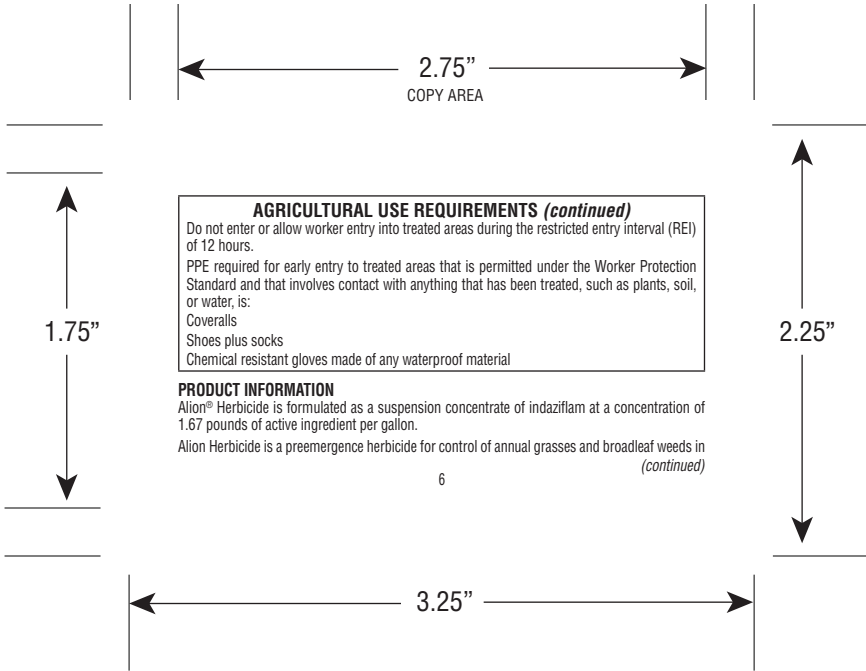 2.75”
COPY AREA
AGRICULTURAL USE REQUIREMENTS (continued)
Do not enter or allow worker entry into treated areas during the restricted entry interval (REI)
of 12 hours.
PPE required for early entry to treated areas that is permitted under the Worker Protection
Standard and that involves contact with anything that has been treated, such as plants, soil,
or water, is:
Coveralls
Shoes plus socks
Chemical resistant gloves made of any waterproof material
1.75”
2.25”
PRODUCT INFORMATION
Alion® Herbicide is formulated as a suspension concentrate of indaziflam at a concentration of
1.67 pounds of active ingredient per gallon.
Alion Herbicide is a preemergence herbicide for control of annual grasses and broadleaf weeds in
(continued)
6
3.25”